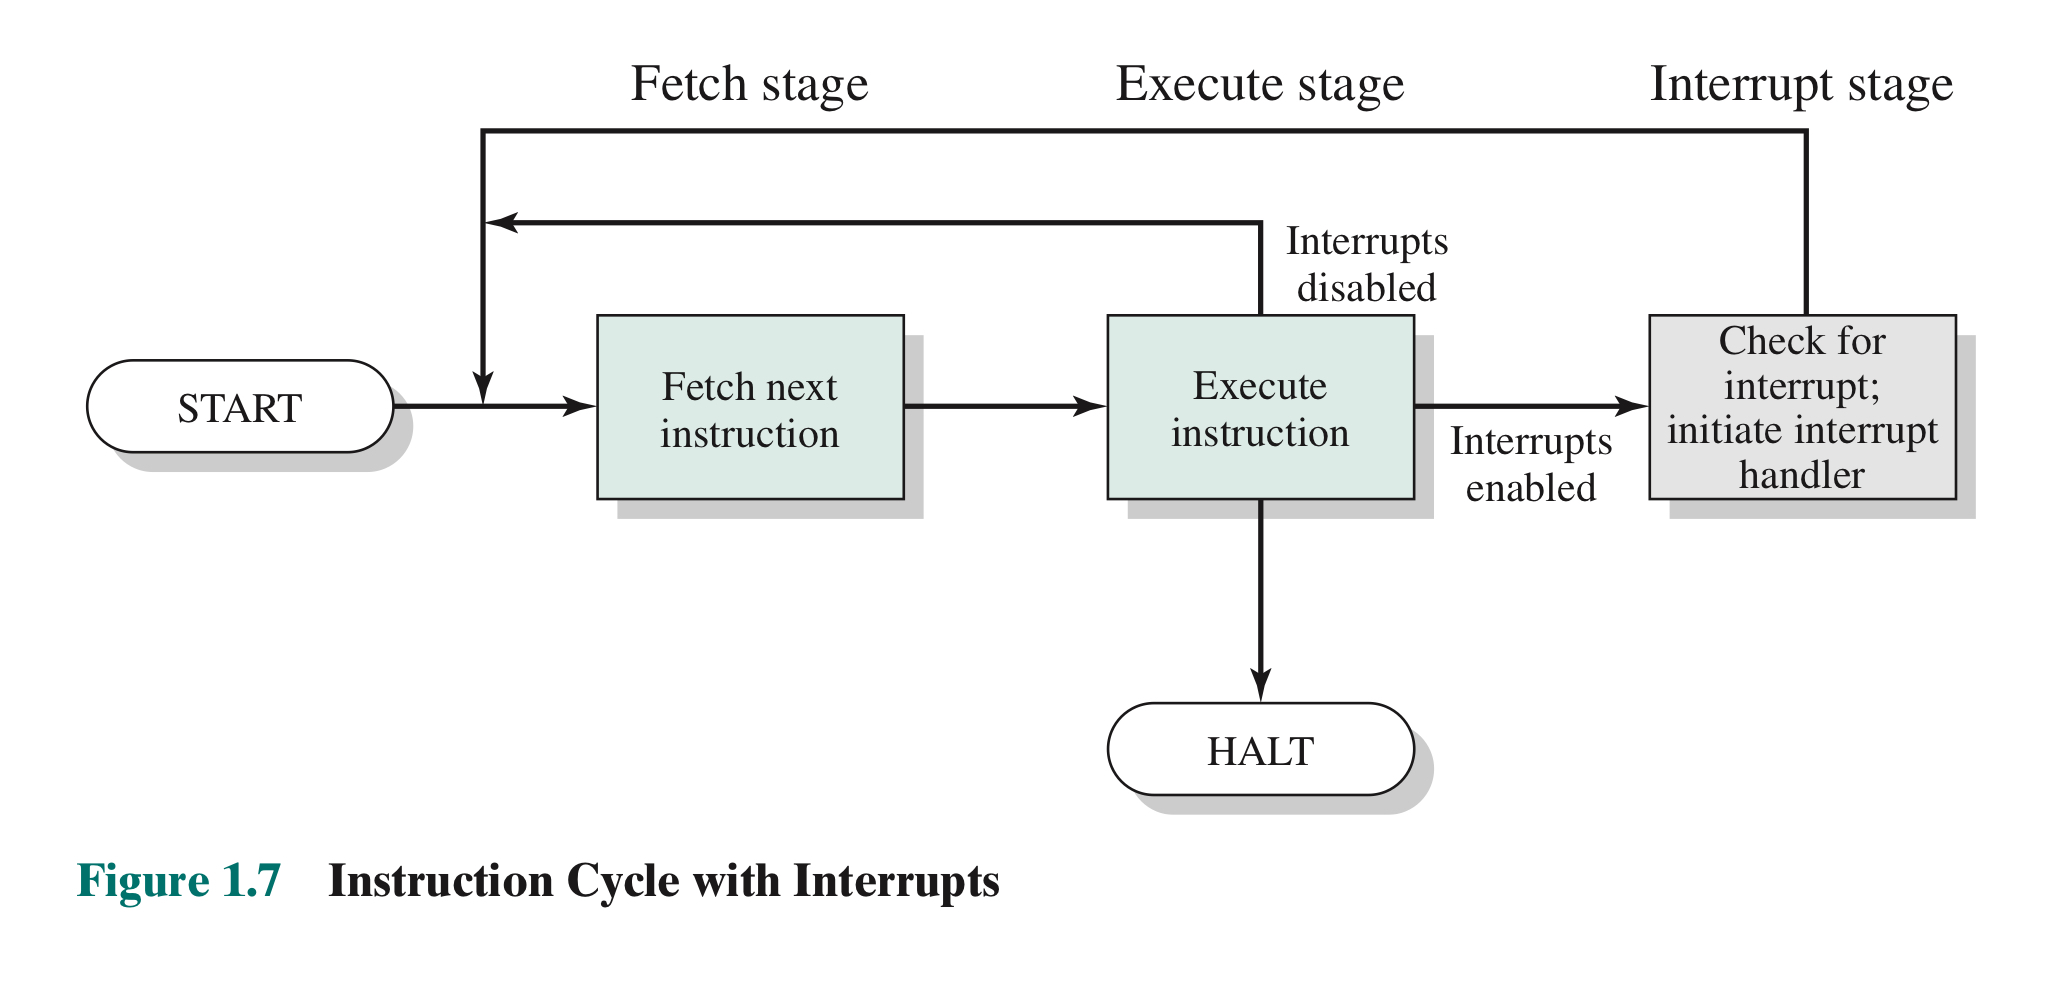 Fetch stage
Execute stage
Interrupt stage
Interrupts
disabled
START
Fetch next
instruction
Execute
instruction
Interrupts
enabled
Check for
interrupt;
initiate interrupt
handler
HALT
Figure 1.7 Instruction Cycle with Interrupts